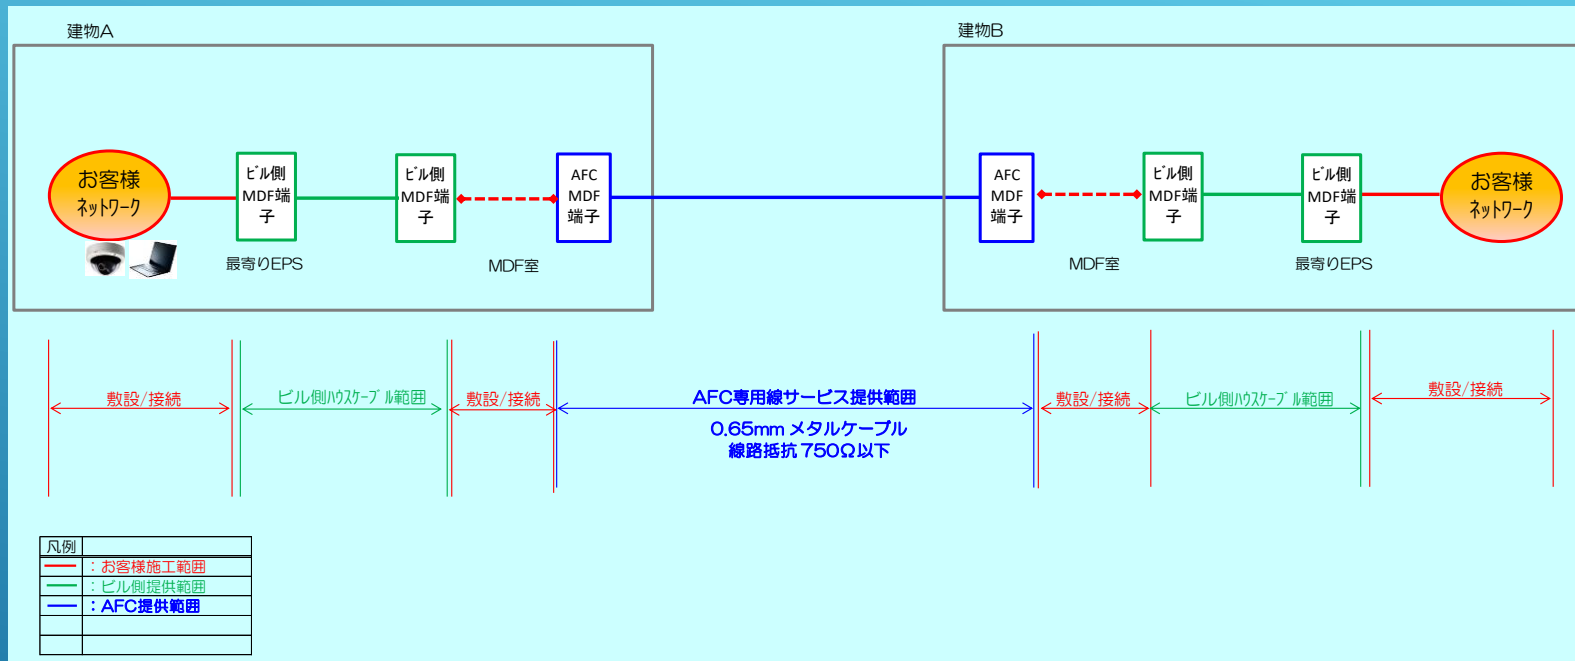 建物A
建物B
お客様
ネットワーク
ビル側
MDF端
子
ビル側
MDF端
子
AFC
MDF
端子
AFC
MDF
端子
ビル側
MDF端
子
ビル側
MDF端
子
お客様
ネットワーク
最寄りEPS
MDF室
MDF室
最寄りEPS
敷設/接続
ビル側ハウスケーブル範囲
敷設/接続
AFC専用線サービス提供範囲
0.65mm メタルケーブル
線路抵抗 750Ω以下
敷設/接続
ビル側ハウスケーブル範囲
敷設/接続
凡例
：お客様施工範囲
：ビル側提供範囲
：AFC提供範囲